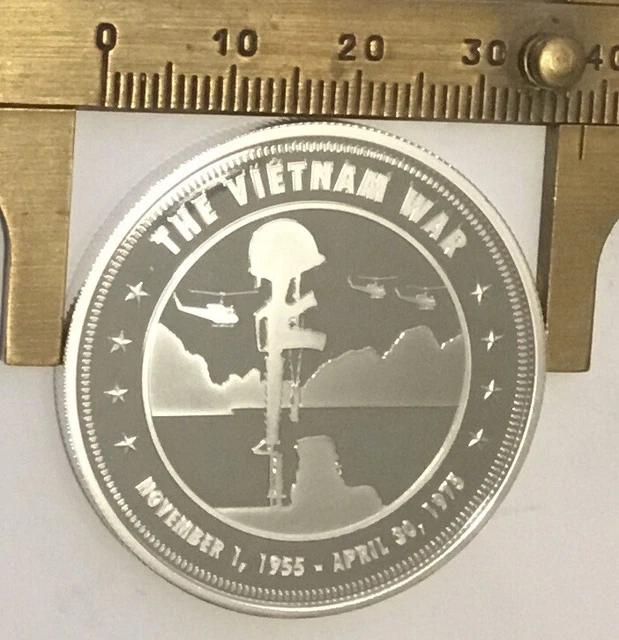 0 10 20 30 40
THE VIETNAM WAR
NOVEMBER 1, 1955 - APRIL 30, 1975